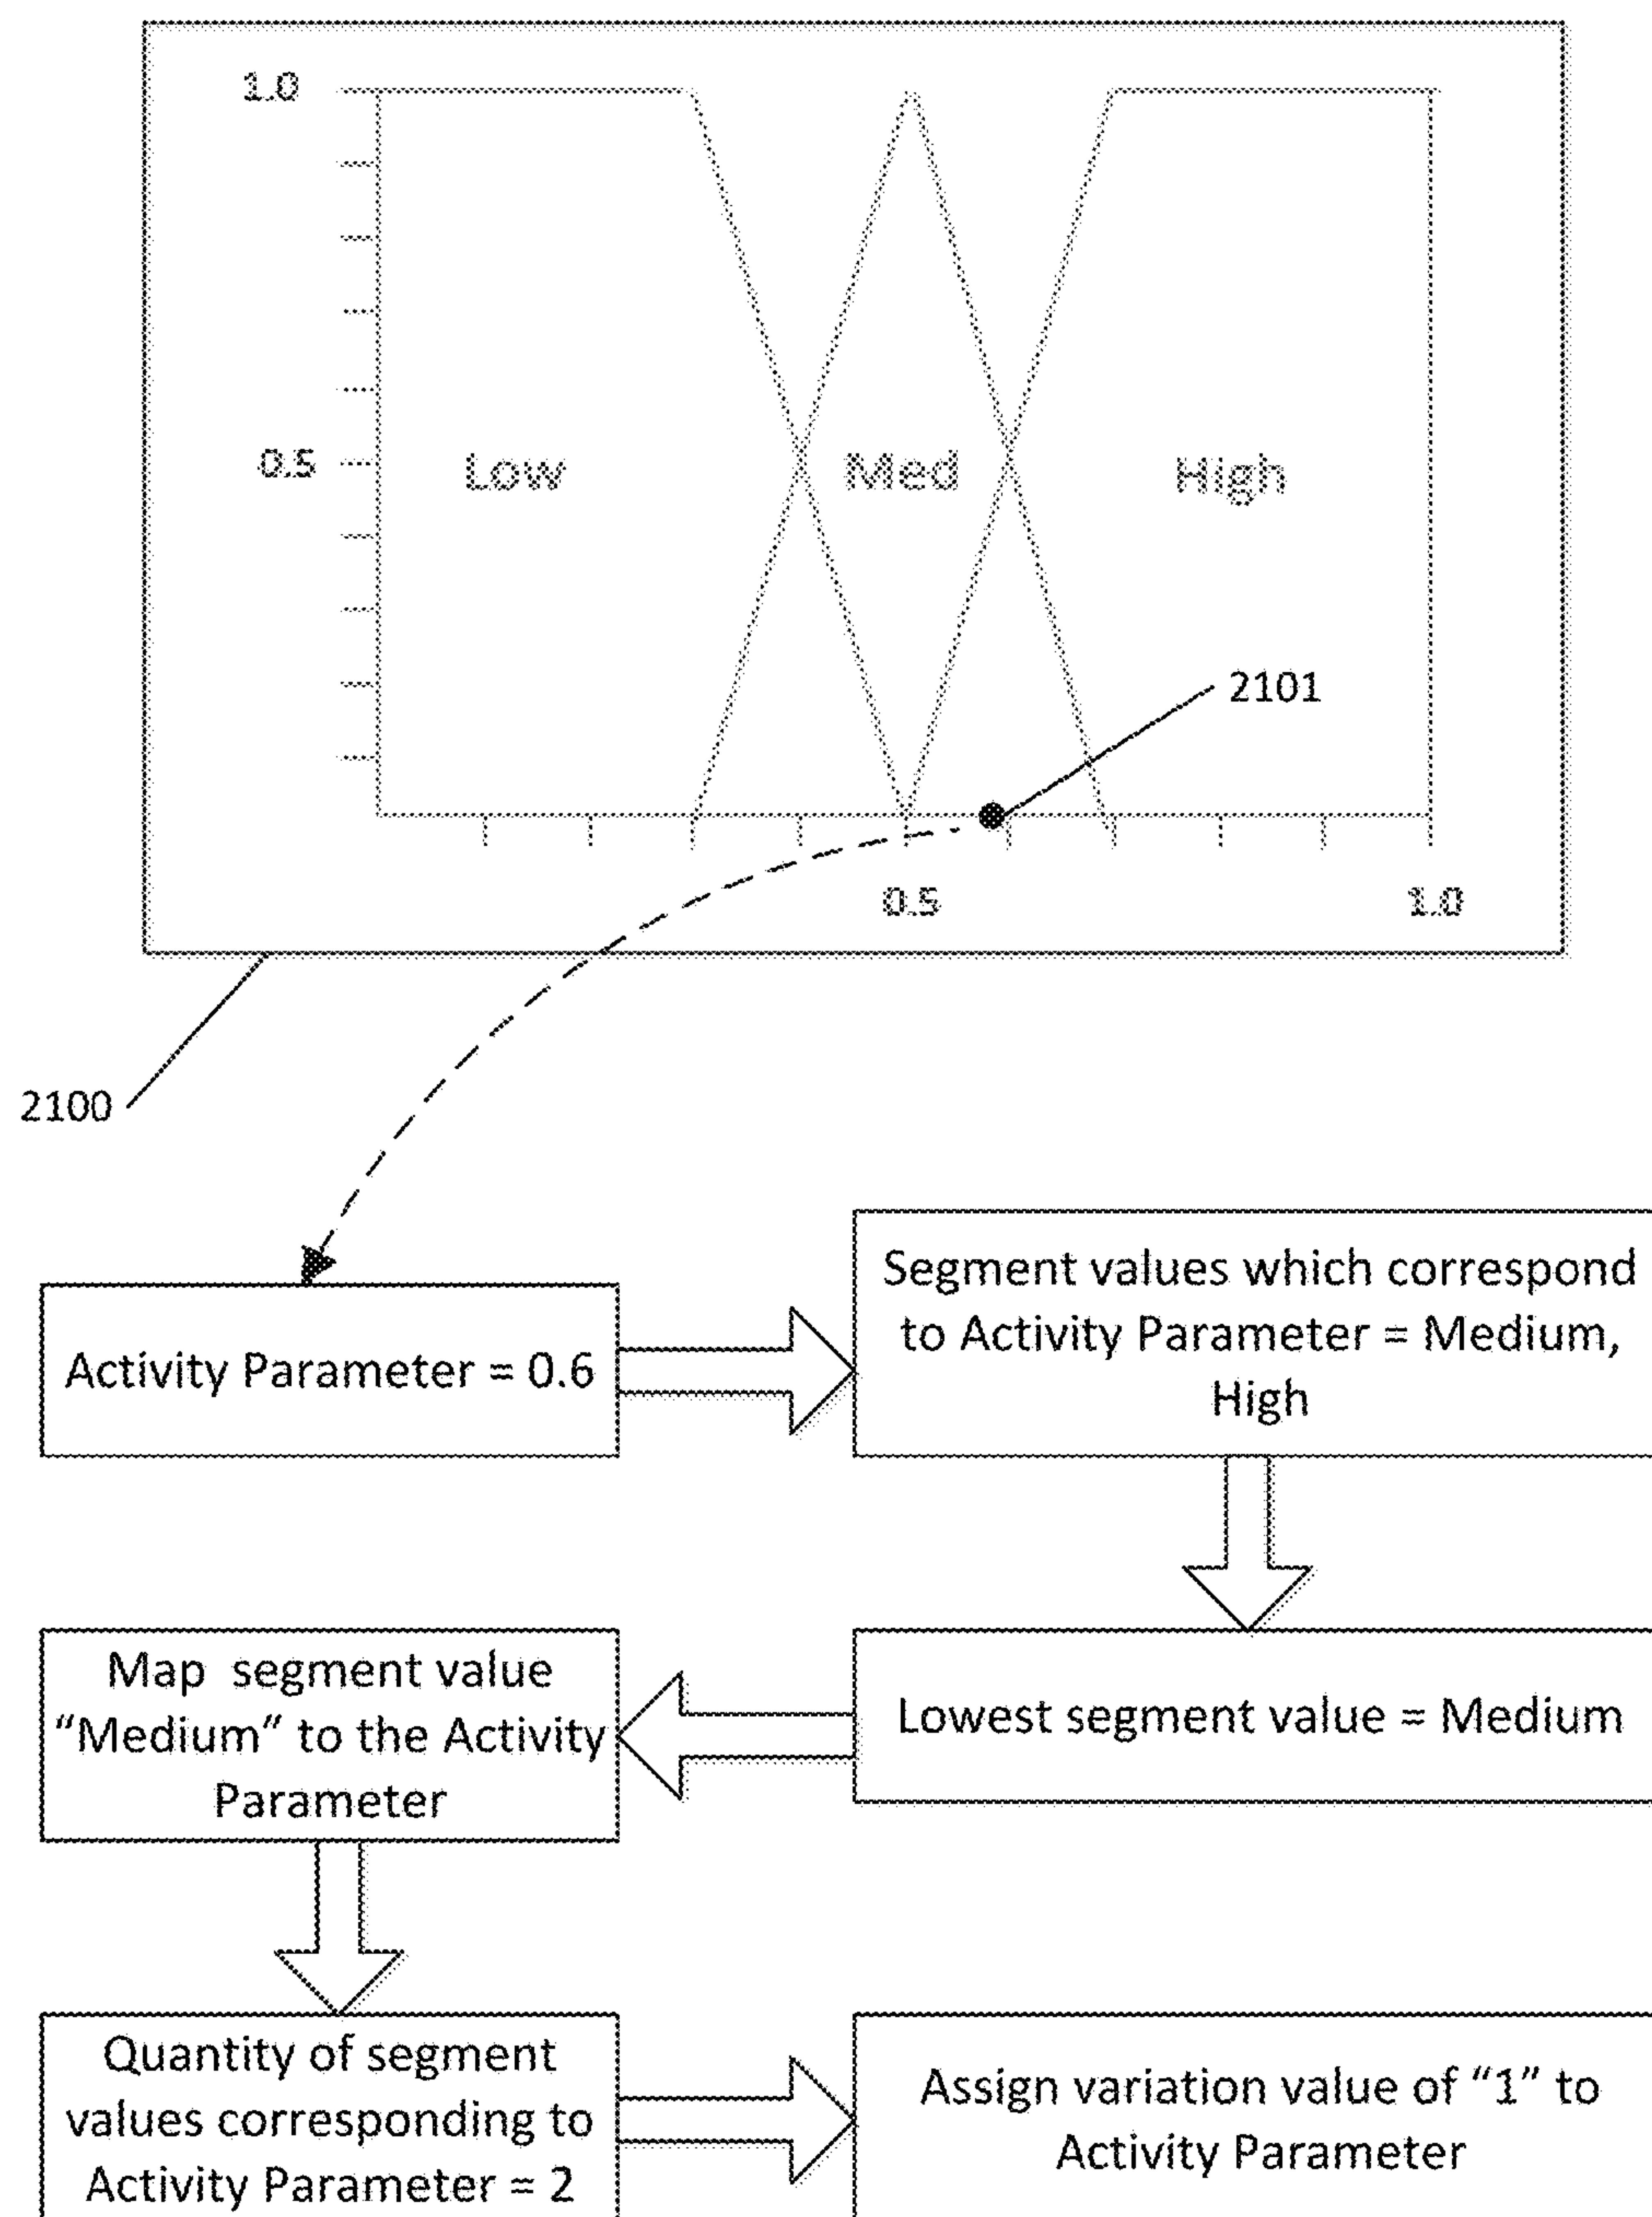 1.0
0.5
Low
Med
High
2101
0.5
1.0
2100
Activity Parameter = 0.6
Segment values which correspond
to Activity Parameter = Medium,
High
Lowest segment value = Medium
Map segment value
“Medium” to the Activity
Parameter
Quantity of segment
values corresponding to
Activity Parameter = 2
Assign variation value of “1” to
Activity Parameter